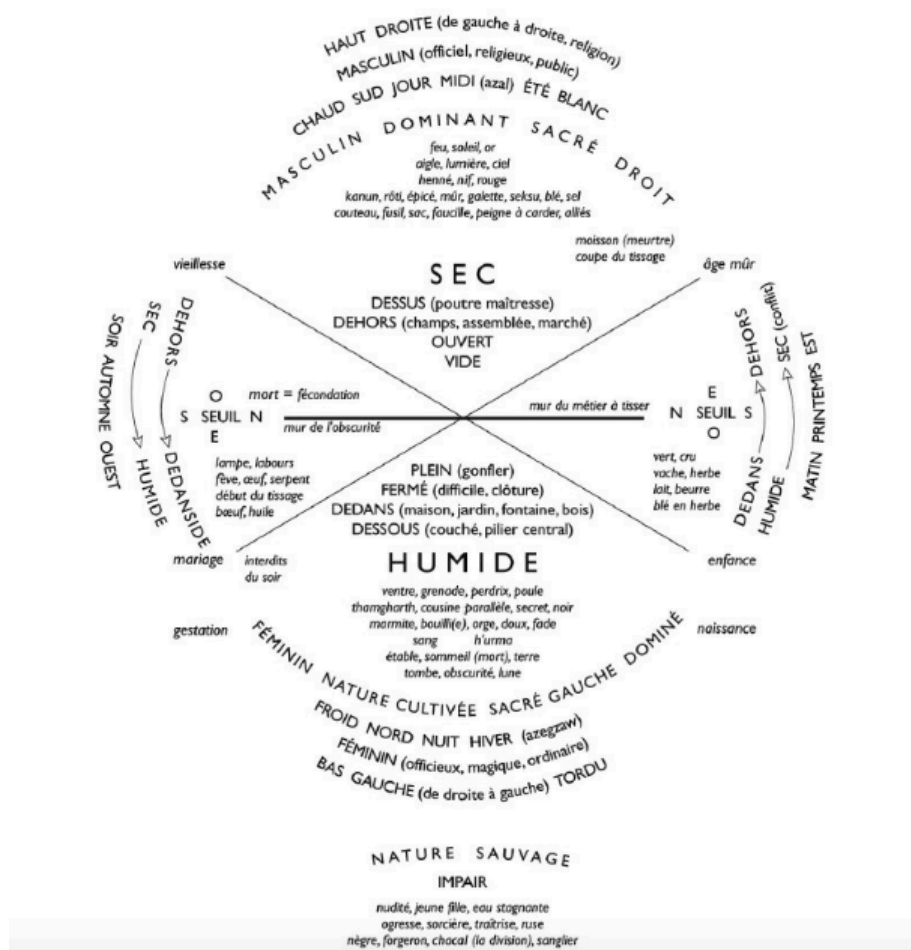 HAUT DROITE (de gauche à droite, religion)
MASCULIN (officiel, religieux, public)
CHAUD SUD JOUR MIDI (azal) ÉTÉ BLANC
MASCULIN DOMINANT SACRÉ DROIT
feu, soleil, or
aigle, lumière, ciel
henné, nif, rouge
kanun, rôti, épicé, mûr, galette, seksu, blé, sel
couteau, fusil, soc, faucille, peigne à carder, alliés
moisson (meurtre)
coupe du tissage
vieillesse
âge mûr
SEC
DESSUS (poutre maîtresse)
DEHORS (champs, assemblée, marché)
OUVERT
VIDE
SOIR AUTOMNE OUEST
SEC
HUMIDE
DEHORS
DEDANSIDE
O
S SEUIL N
E
mort = fécondation
mur de l'obscurité
lampe, labours
fève, œuf, serpent
début du tissage
bœuf, huile
mur du métier à tisser
E
N SEUIL S
O
vert, cru
vache, herbe
lait, beurre
blé en herbe
DEHORS
DEDANS
SEC (conflit)
HUMIDE
MATIN PRINTEMPS EST
PLEIN (gonfler)
FERMÉ (difficile, clôture)
DEDANS (maison, jardin, fontaine, bois)
DESSOUS (couché, pilier central)
mariage
interdits
du soir
HUMIDE
enfance
ventre, grenade, perdrix, poule
thamgharth, cousine parallèle, secret, noir
marmite, bouilli(e), orge, doux, fade
sang h'urma
étable, sommeil (mort), terre
tombe, obscurité, lune
gestation
naissance
FÉMININ NATURE CULTIVÉE SACRÉ GAUCHE DOMINÉ
FROID NORD NUIT HIVER (azegzaw)
FÉMININ (officieux, magique, ordinaire)
BAS GAUCHE (de droite à gauche) TORDU
NATURE SAUVAGE
IMPAIR
nudité, jeune fille, eau stagnante
ogresse, sorcière, traîtrise, ruse
nègre, forgeron, chacal (la division), sanglier